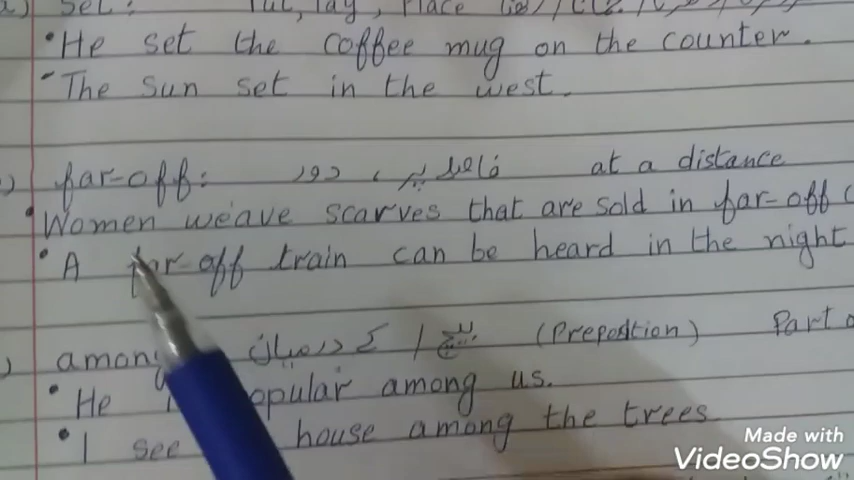 Set: Put, Lay, Place
• He set the coffee mug on the counter.
- The Sun set in the west.
far-off: دور ، فاصلہ پر at a distance
• Women weave scarves that are sold in far-off
• A far-off train can be heard in the night
among کے درمیان / بیچ (Preposition) Part
• He popular among us.
• I see house among the trees
Made with
VideoShow